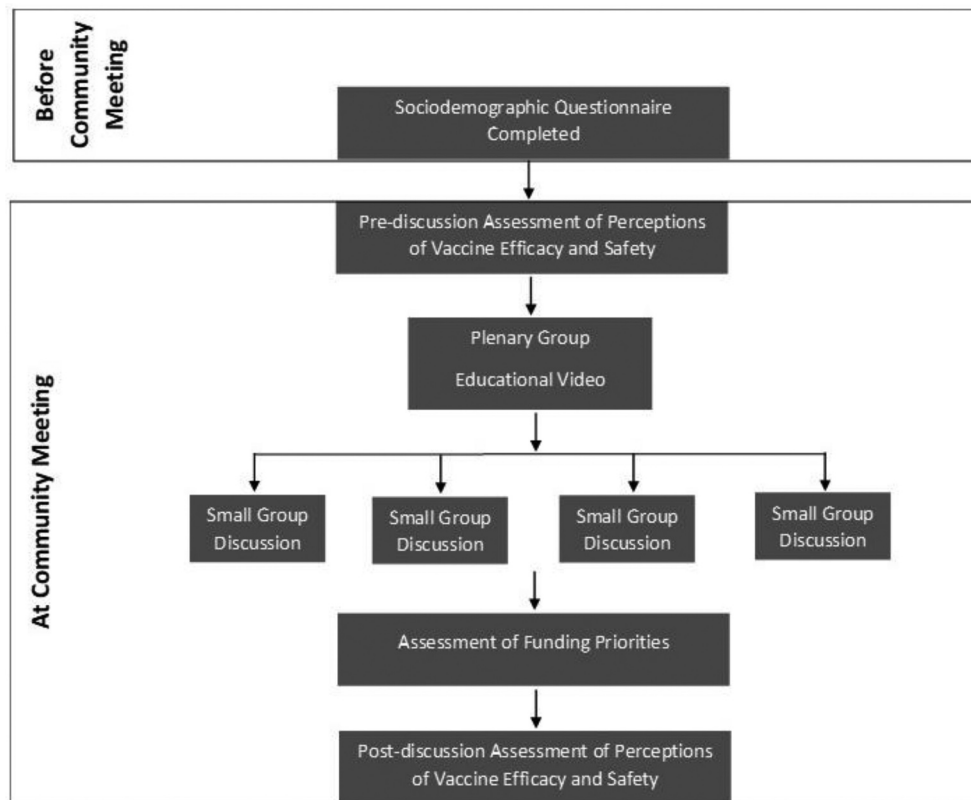 Before
Community
Meeting
Sociodemographic Questionnaire
Completed
At Community Meeting
Pre-discussion Assessment of Perceptions
of Vaccine Efficacy and Safety
Plenary Group
Educational Video
Small Group
Discussion
Small Group
Discussion
Small Group
Discussion
Small Group
Discussion
Assessment of Funding Priorities
Post-discussion Assessment of Perceptions
of Vaccine Efficacy and Safety